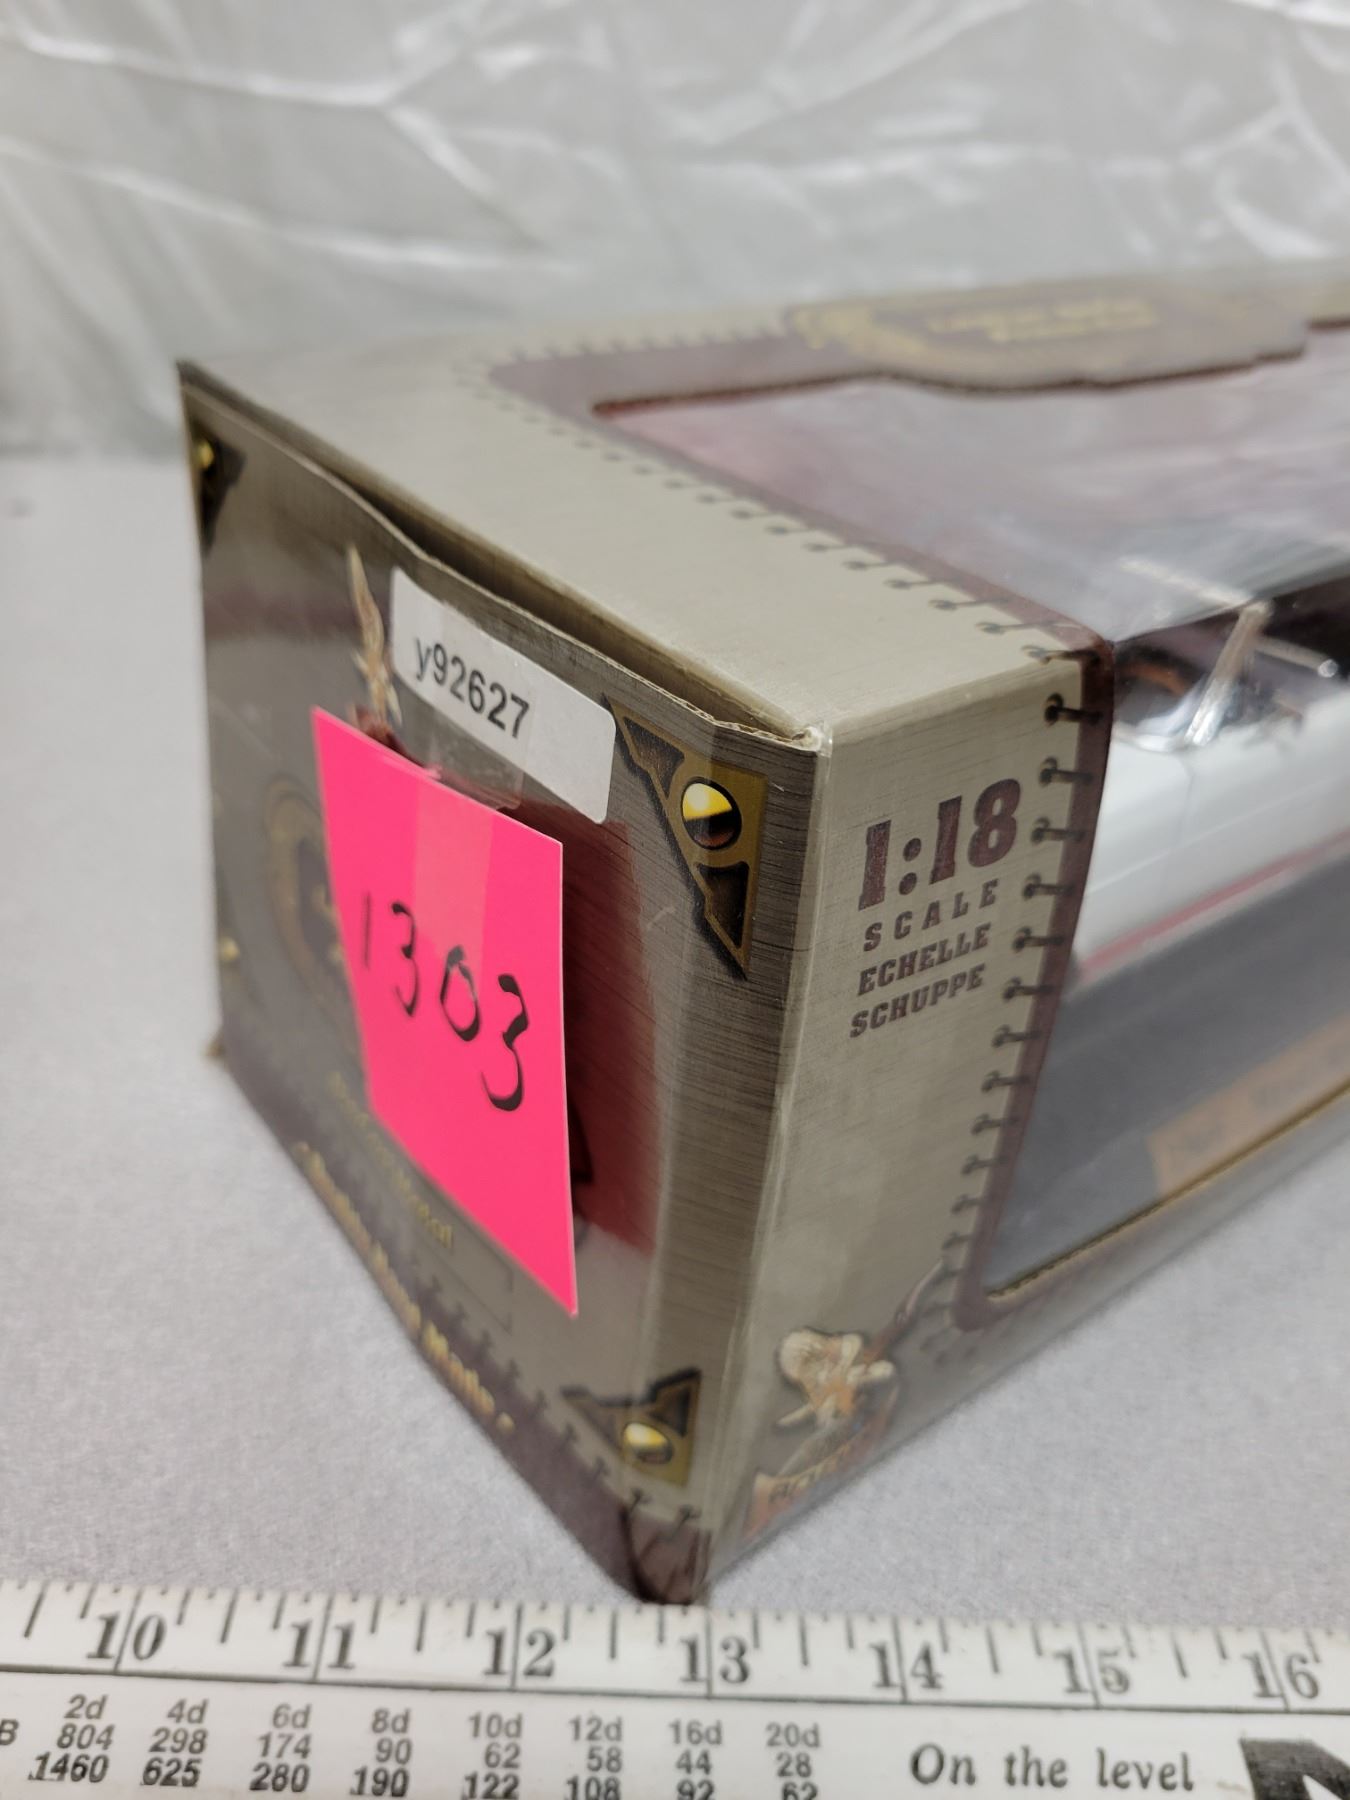 y92627
1303
1:18
SCALE
ECHELLE
SCHUPPE
10 11 12 13 14 15 16
2d 4d 6d 8d 10d 12d 16d 20d
B 804 298 174 90 62 58 44 28
1460 625 280 190 122 108 92 62
On the level